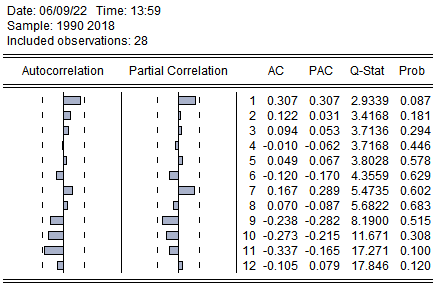 Date: 06/09/22 Time: 13:59
Sample: 1990 2018
Included observations: 28
Autocorrelation Partial Correlation AC PAC Q-Stat Prob
1 0.307 0.307 2.9339 0.087
2 0.122 0.031 3.4168 0.181
3 0.094 0.053 3.7136 0.294
4 -0.010 -0.062 3.7168 0.446
5 0.049 0.067 3.8028 0.578
6 -0.120 -0.170 4.3559 0.629
7 0.167 0.289 5.4735 0.602
8 0.070 -0.087 5.6822 0.683
9 -0.238 -0.282 8.1900 0.515
10 -0.273 -0.215 11.671 0.308
11 -0.337 -0.165 17.271 0.100
12 -0.105 0.079 17.846 0.120